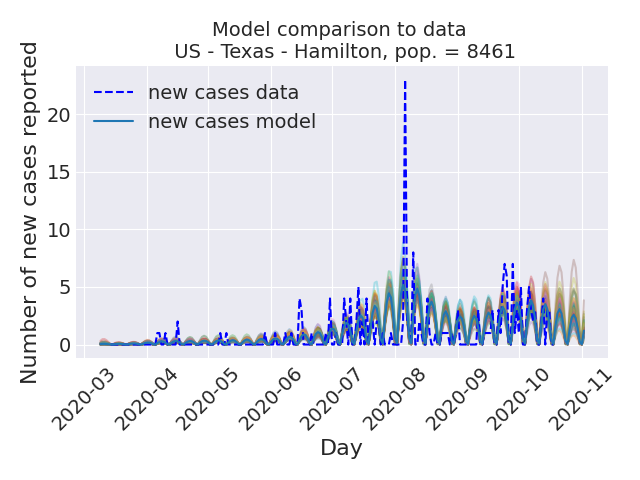 Model comparison to data
US - Texas - Hamilton, pop. = 8461
Number of new cases reported
20
15
10
5
0
new cases data
new cases model
2020-03
2020-04
2020-05
2020-06
2020-07
2020-08
2020-09
2020-10
2020-11
Day